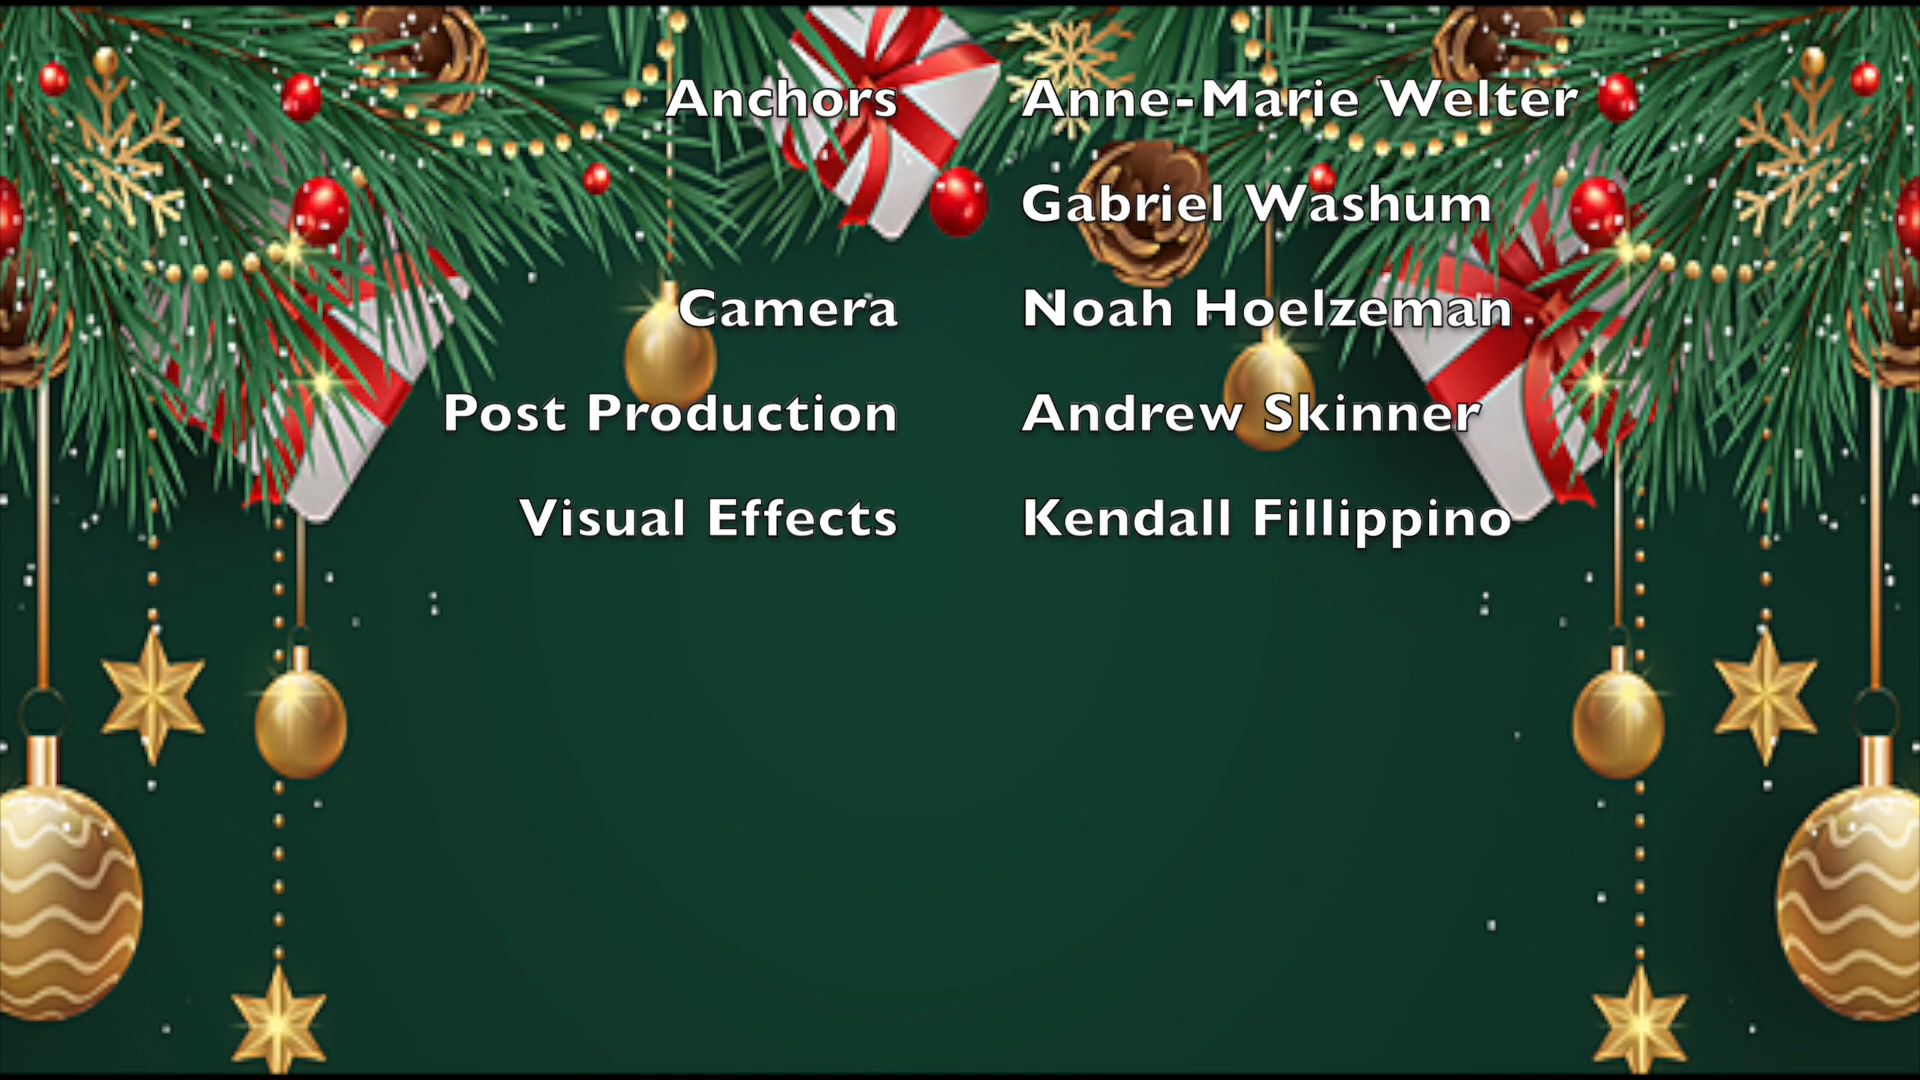 Anchors Anne-Marie Welter
Gabriel Washum
Camera Noah Hoelzeman
Post Production Andrew Skinner
Visual Effects Kendall Fillippino